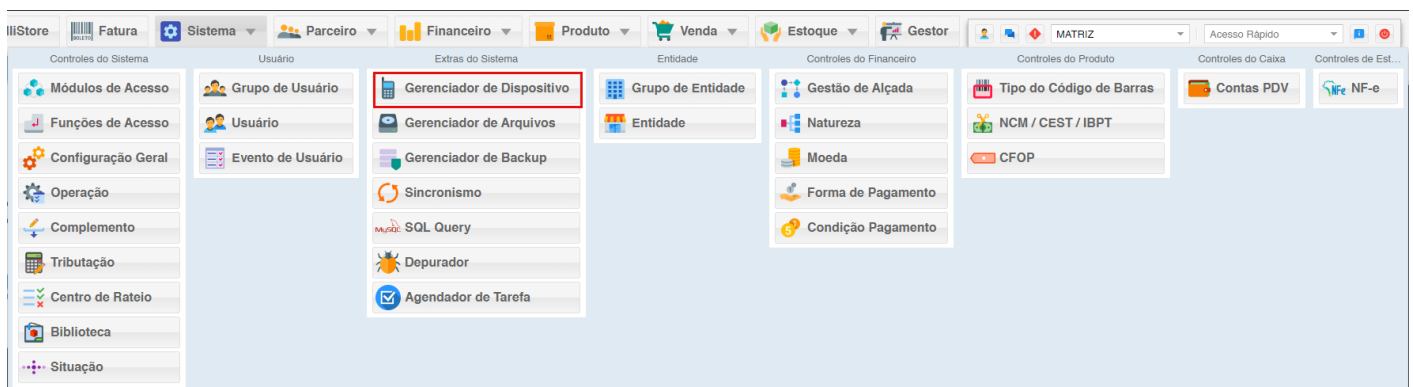 lliStore Fatura Sistema Parceiro Financeiro Produto Venda Estoque Gestor MATRIZ Acesso Rápido
BOLETO
Controles do Sistema Usuário Extras do Sistema Entidade Controles do Financeiro Controles do Produto Controles do Caixa Controles de Est...
Módulos de Acesso Grupo de Usuário Gerenciador de Dispositivo Grupo de Entidade Gestão de Alçada Tipo do Código de Barras Contas PDV NFe NF-e
Funções de Acesso Usuário Gerenciador de Arquivos Entidade Natureza NCM / CEST / IBPT
Configuração Geral Evento de Usuário Gerenciador de Backup Moeda CFOP
Operação Sincronismo Forma de Pagamento
Complemento MySQL SQL Query Condição Pagamento
Tributação Depurador
Centro de Rateio Agendador de Tarefa
Biblioteca
Situação